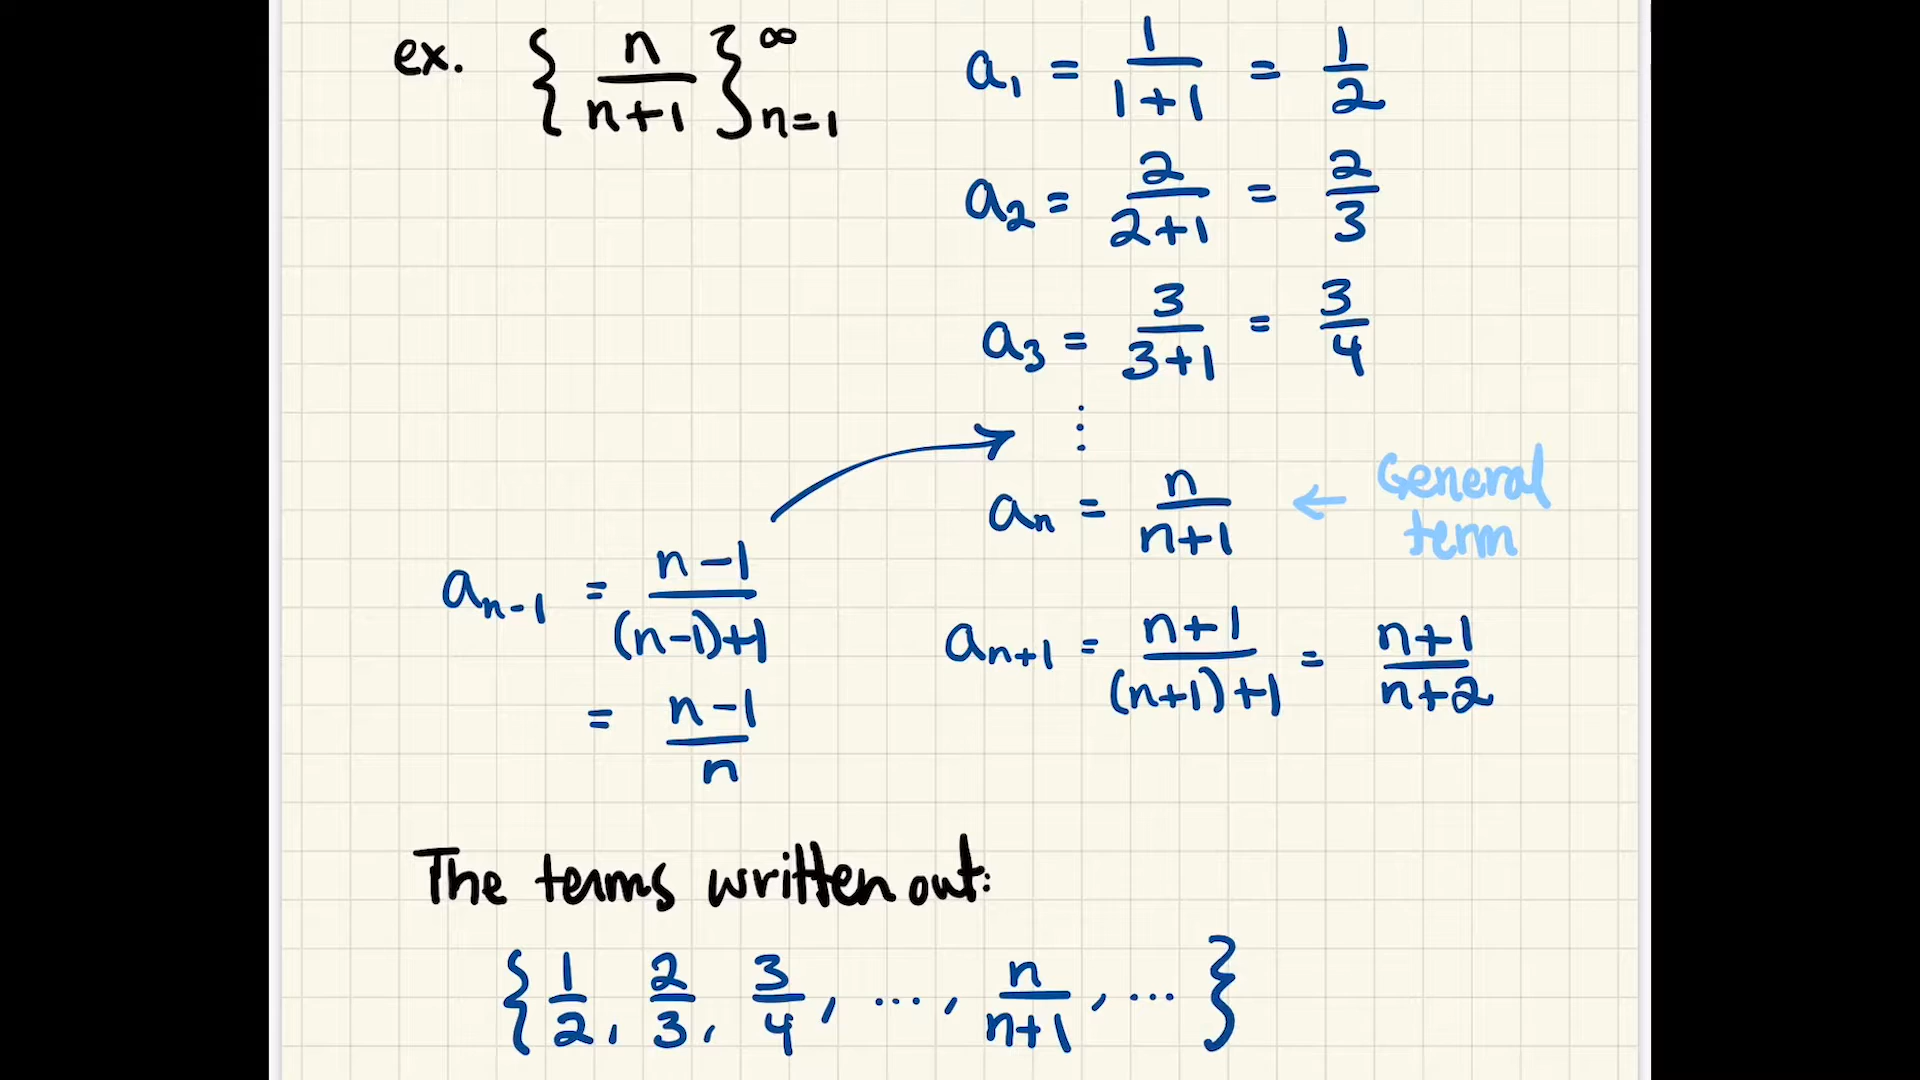 ex. { n/(n+1) }^∞_{n=1}
a₁ = 1/(1+1) = 1/2
a₂ = 2/(2+1) = 2/3
a₃ = 3/(3+1) = 3/4
⋮
aₙ = n/(n+1) ← General term
a_{n-1} = (n-1)/((n-1)+1)
= (n-1)/n
a_{n+1} = (n+1)/((n+1)+1) = (n+1)/(n+2)
The terms written out:
{ 1/2, 2/3, 3/4, ..., n/(n+1), ... }